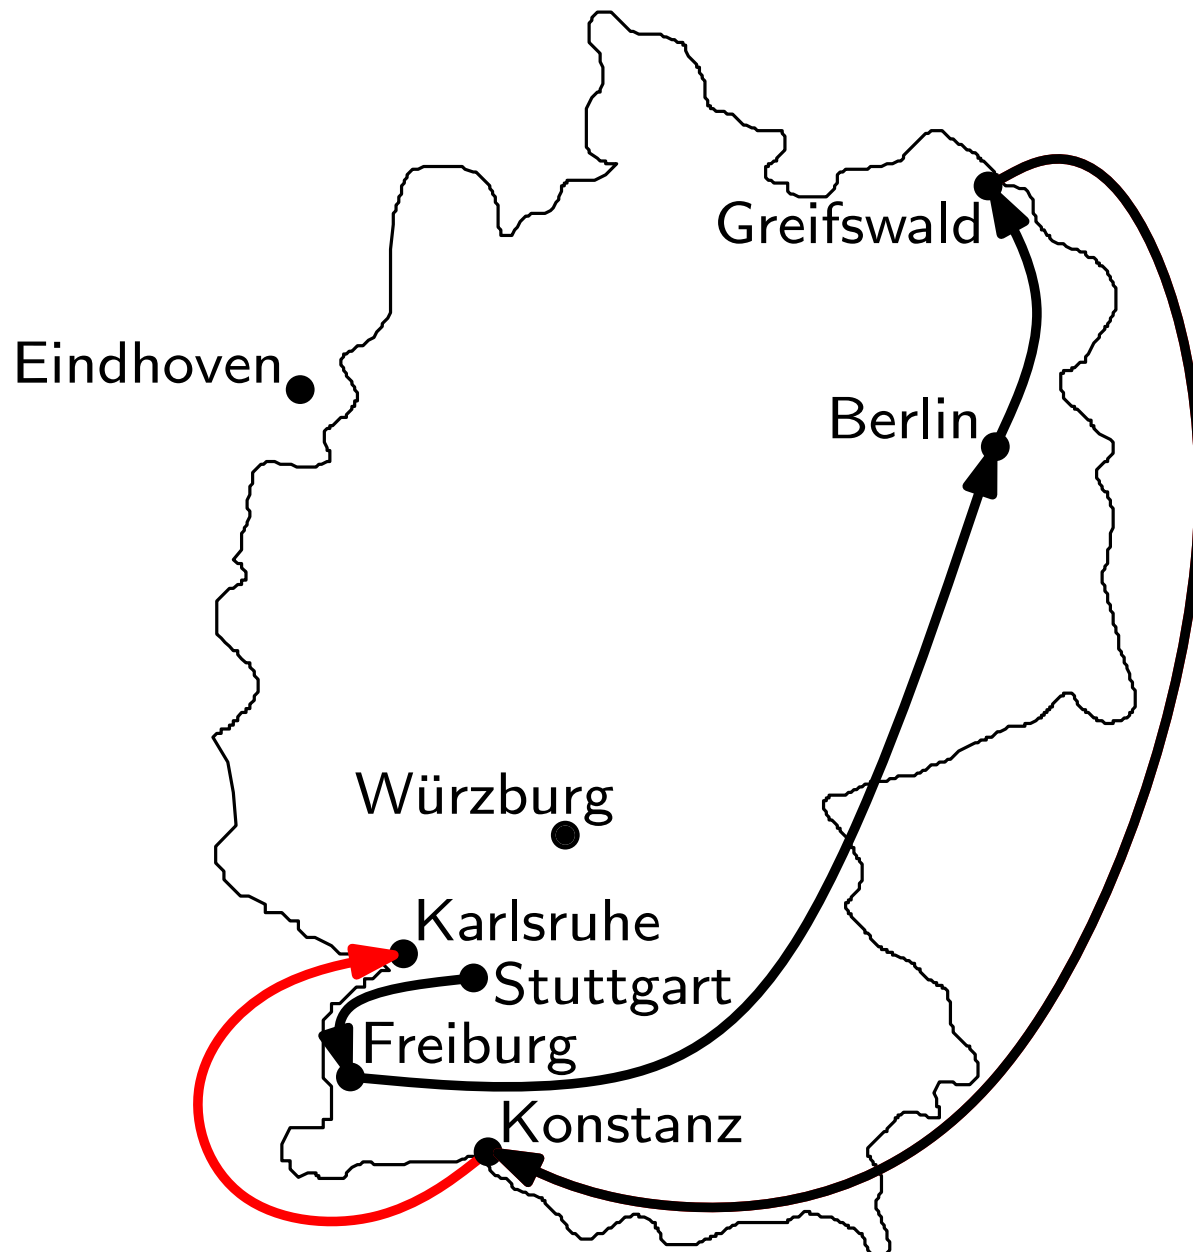 Greifswald
Eindhoven
Berlin
Würzburg
Karlsruhe
Stuttgart
Freiburg
Konstanz